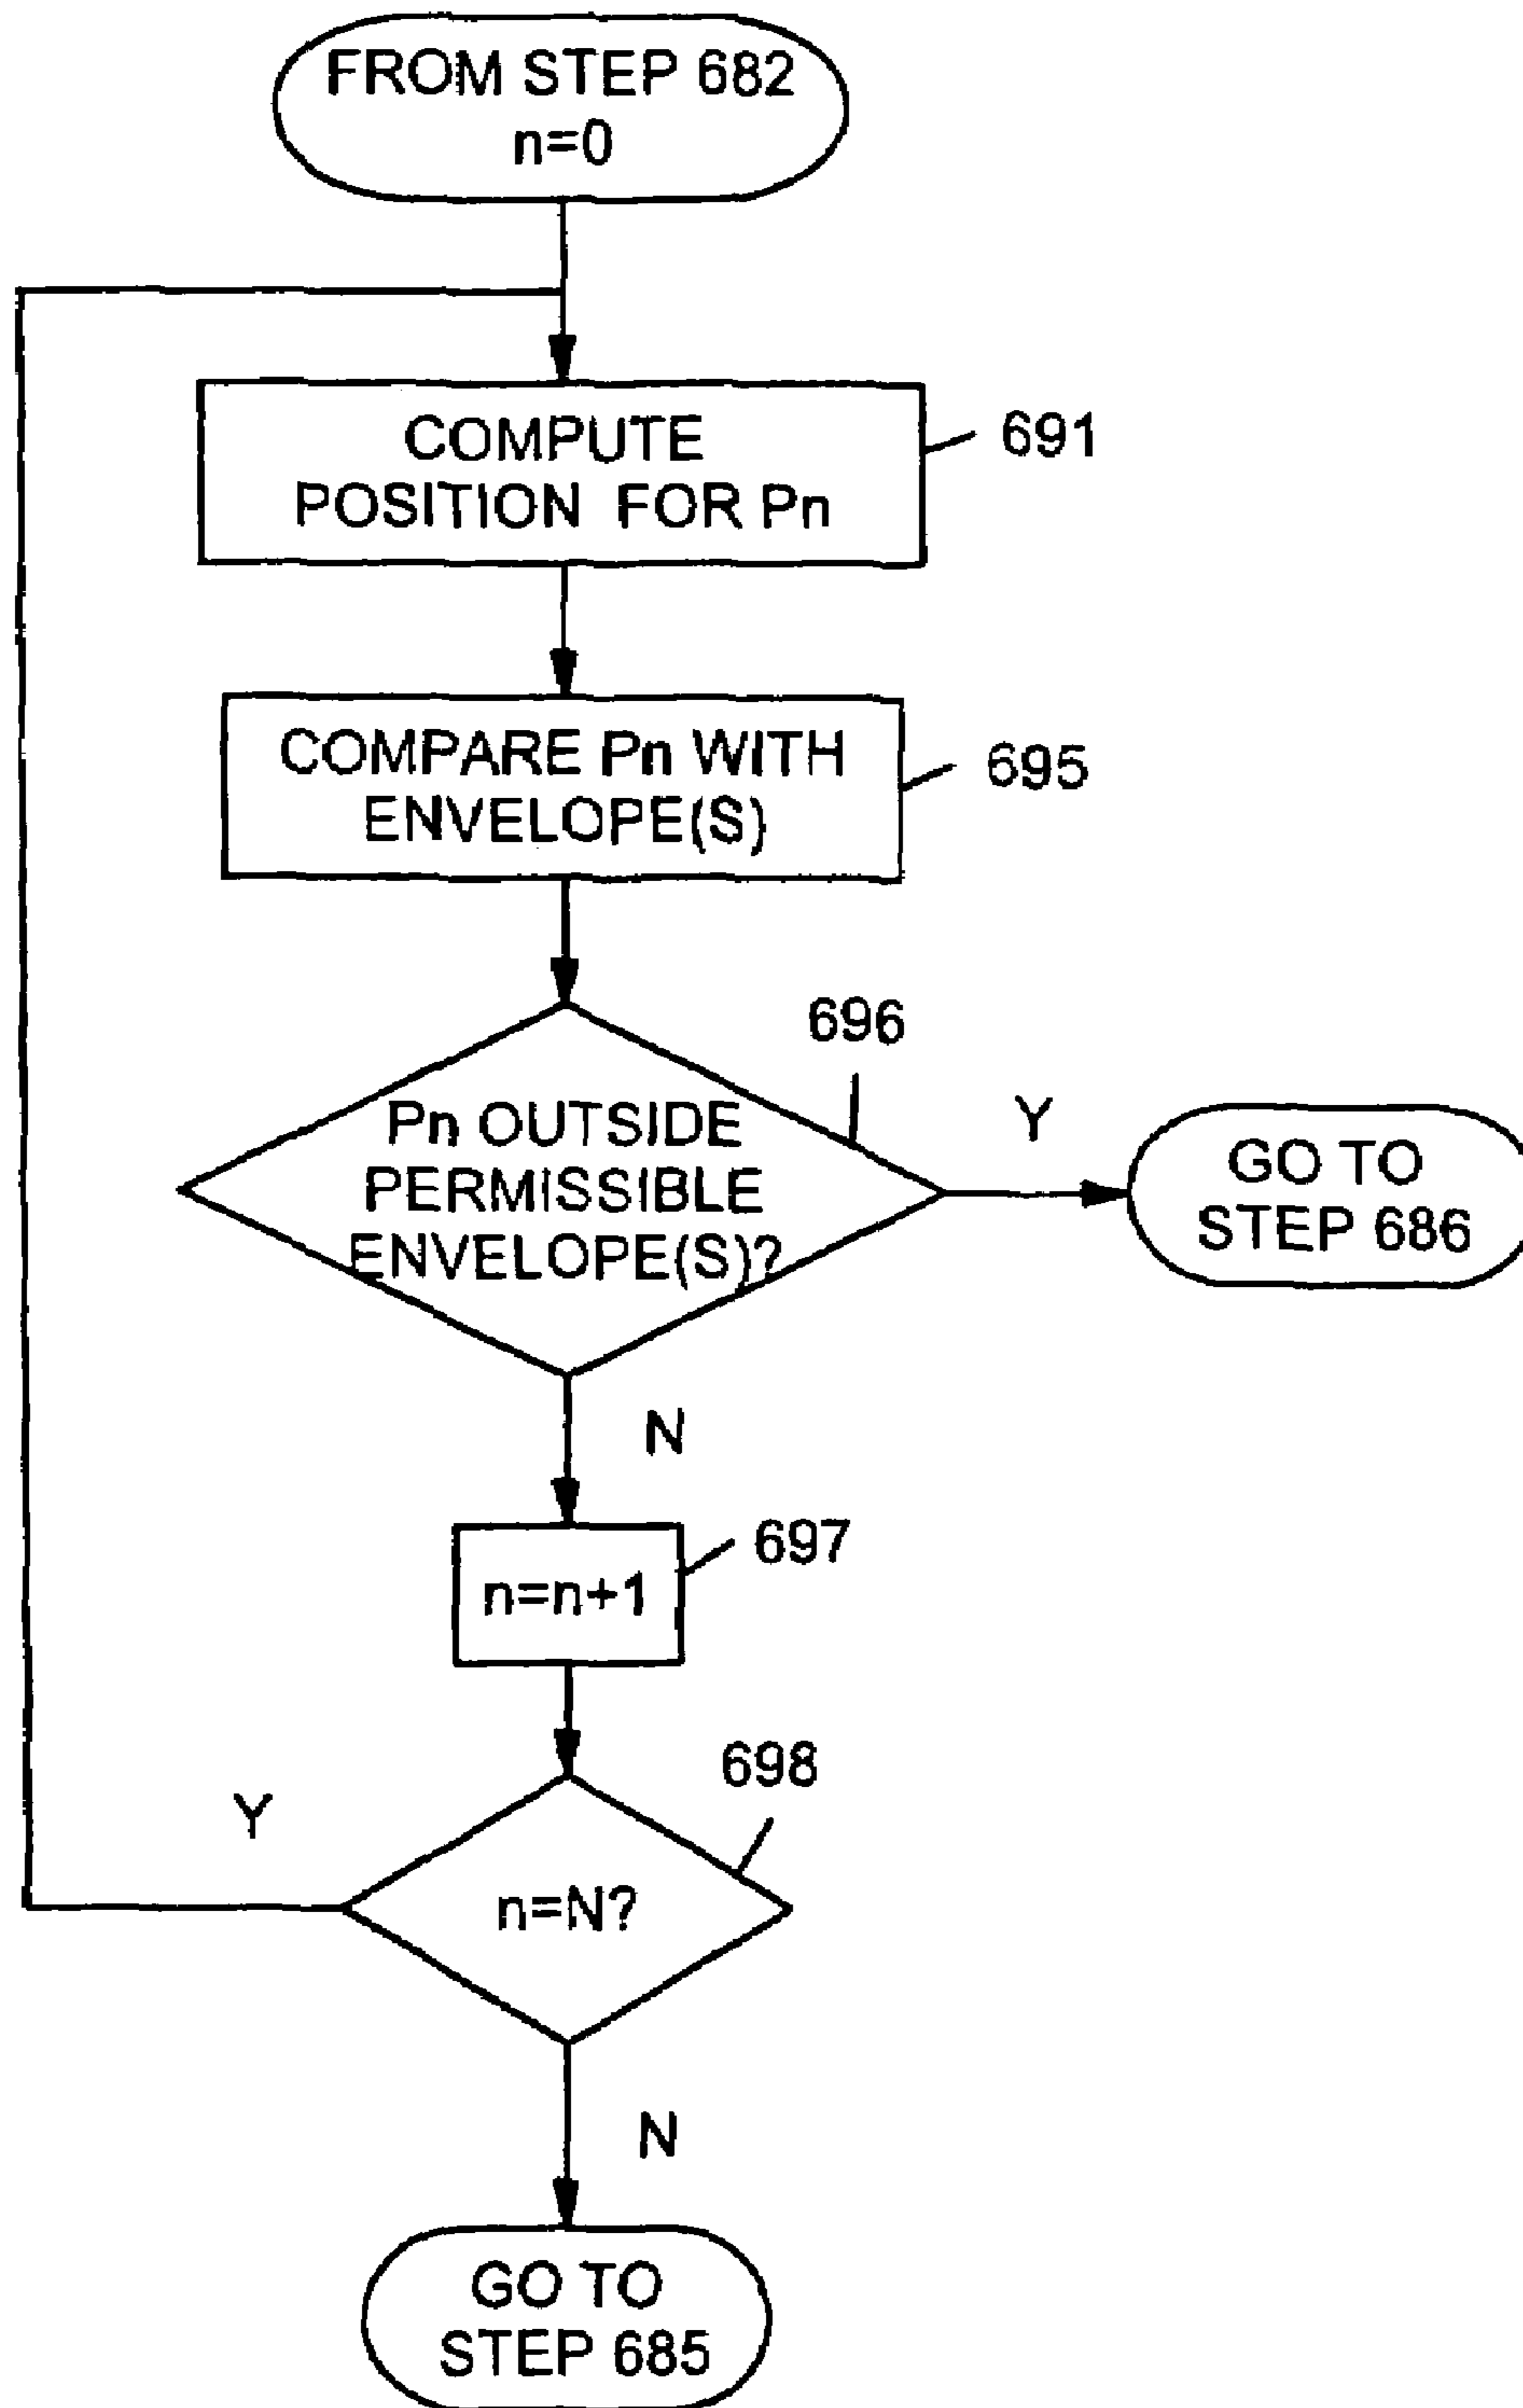 FROM STEP 682
n=0
COMPUTE
POSITION FOR Pn
691
COMPARE Pn WITH
ENVELOPE(S)
695
696
Pn OUTSIDE
PERMISSIBLE
ENVELOPE(S)?
Y
GO TO
STEP 686
N
697
n=n+1
698
Y
n=N?
N
GO TO
STEP 685